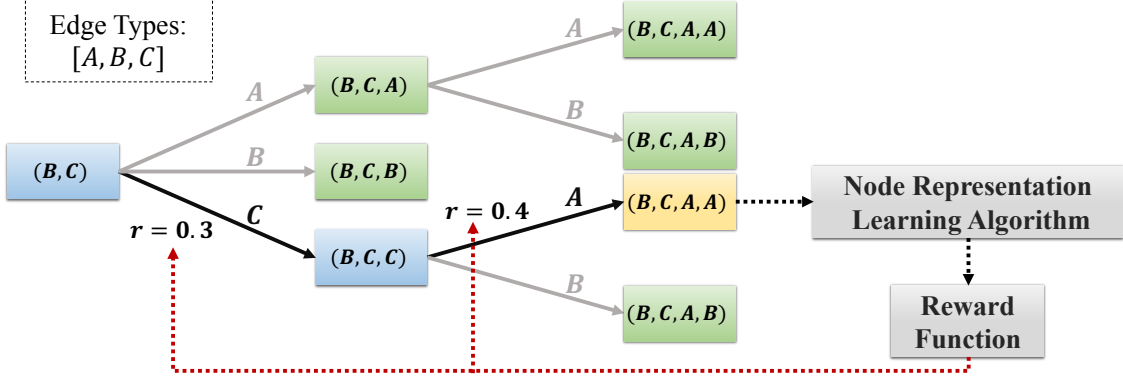 Edge Types:
[A, B, C]
(B, C)
A
B
C
r = 0.3
(B, C, A)
(B, C, B)
(B, C, C)
A
B
r = 0.4
A
B
(B, C, A, A)
(B, C, A, B)
(B, C, A, A)
(B, C, A, B)
Node Representation
Learning Algorithm
Reward
Function